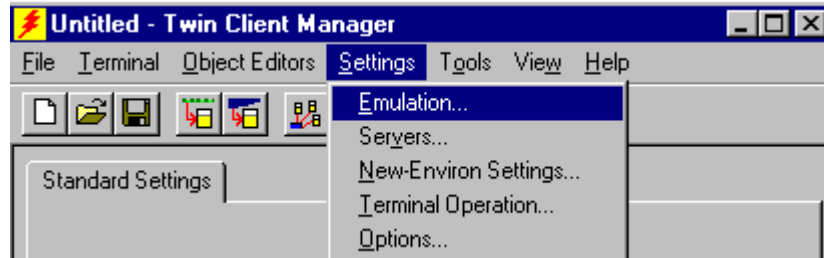 Untitled - Twin Client Manager
File Terminal Object Editors Settings Tools View Help
Emulation...
Servers...
Standard Settings
New-Environ Settings...
Terminal Operation...
Options...